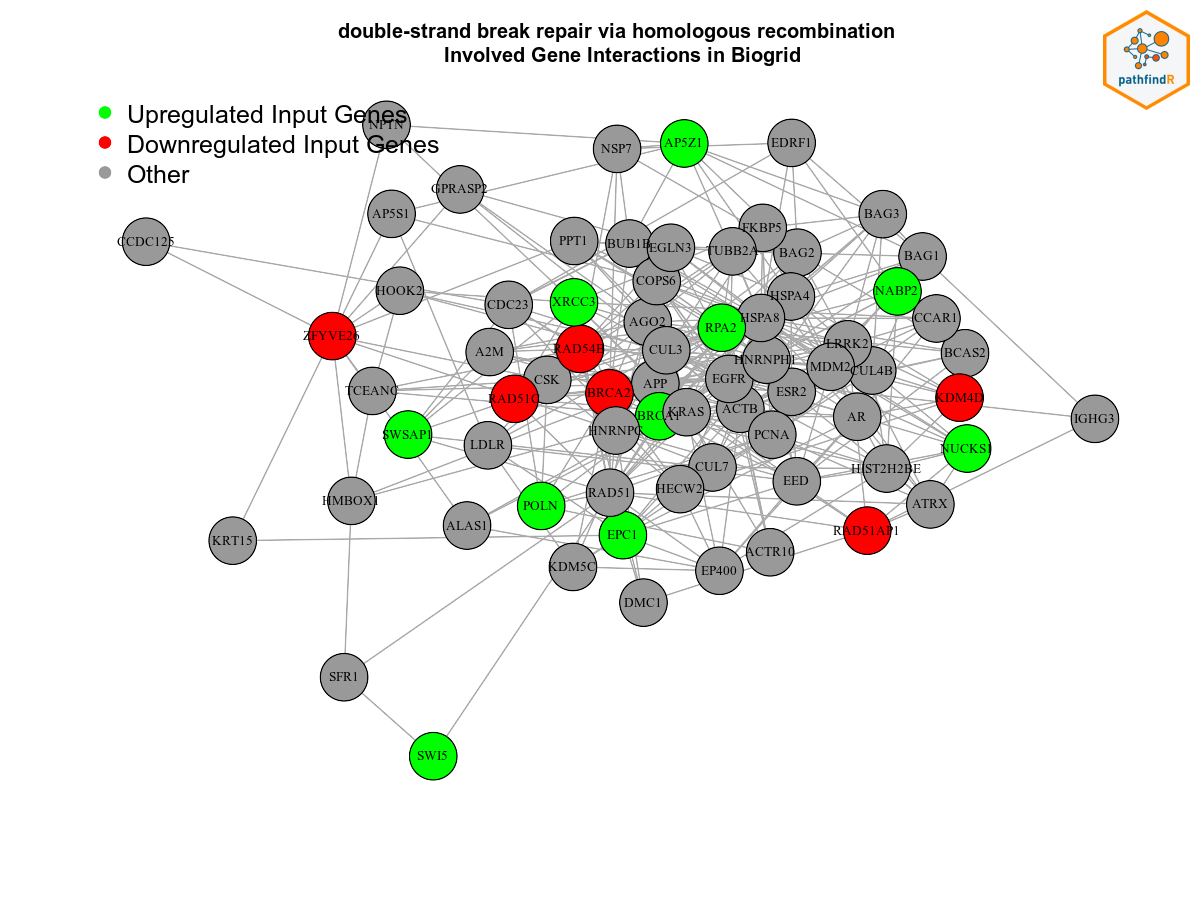 double-strand break repair via homologous recombination
Involved Gene Interactions in Biogrid
pathfindR
Upregulated Input Genes
Downregulated Input Genes
Other
NPTN
NSP7
AP5Z1
EDRF1
GPRASP2
AP5S1
BAG3
CCDC125
PPT1
BUB1B
EGLN3
TUBB2A
FKBP5
BAG2
BAG1
HOOK2
CDC23
XRCC3
COPS6
HSPA4
NABP2
ZFYVE26
RAD54B
AGO2
RPA2
HSPA8
CCAR1
A2M
CUL3
HNRNPH1
LRRK2
BCAS2
TCEANC
CSK
RAD51C
BRCA2
APP
EGFR
ESR2
MDM2
CUL4B
KDM4D
SWSAP1
LDLR
HNRNPC
BRCA1
KRAS
ACTB
PCNA
AR
NUCKS1
IGHG3
HMBOX1
POLN
RAD51
HECW2
CUL7
EED
HIST2H2BE
ATRX
KRT15
ALAS1
EPC1
RAD51AP1
KDM5C
EP400
ACTR10
DMC1
SFR1
SWI5